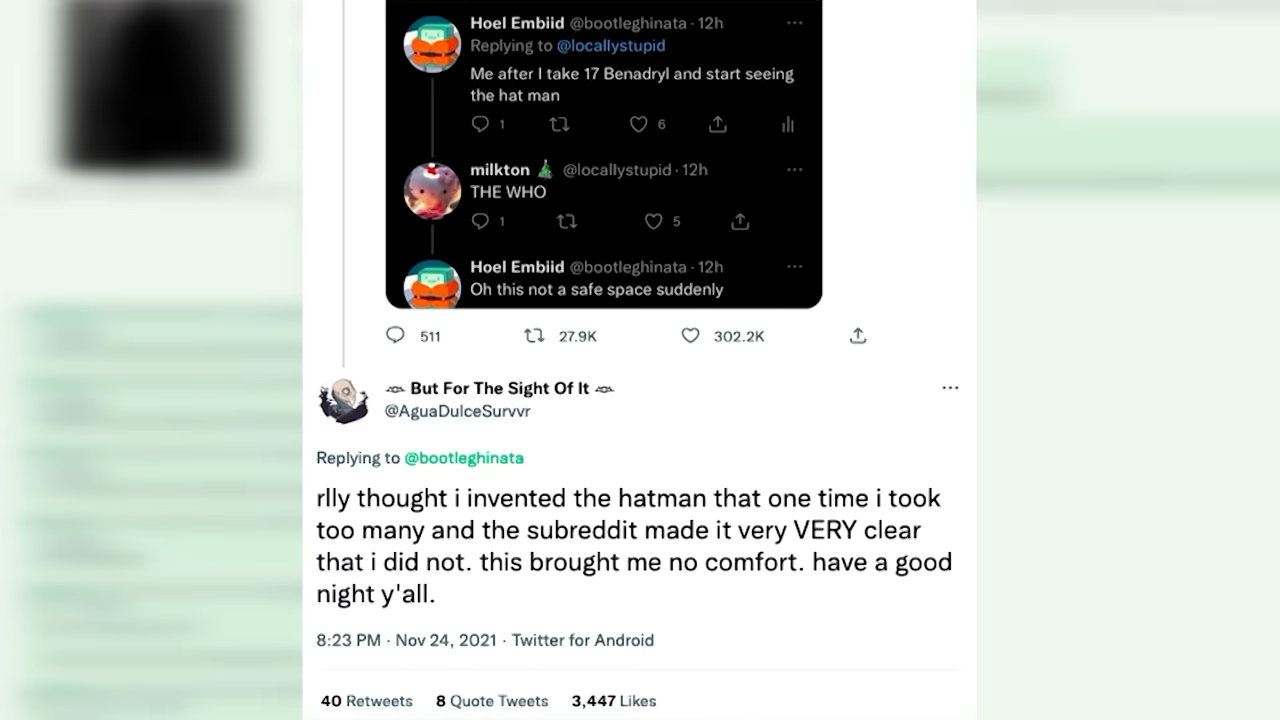 Hoel Embiid @bootleghinata · 12h
Replying to @locallystupid
Me after I take 17 Benadryl and start seeing
the hat man
1 6
milkton 🎄 @locallystupid · 12h
THE WHO
1 5
Hoel Embiid @bootleghinata · 12h
Oh this not a safe space suddenly
511 27.9K 302.2K
But For The Sight Of It
@AguaDulceSurvvr
Replying to @bootleghinata
rlly thought i invented the hatman that one time i took
too many and the subreddit made it very VERY clear
that i did not. this brought me no comfort. have a good
night y'all.
8:23 PM · Nov 24, 2021 · Twitter for Android
40 Retweets 8 Quote Tweets 3,447 Likes